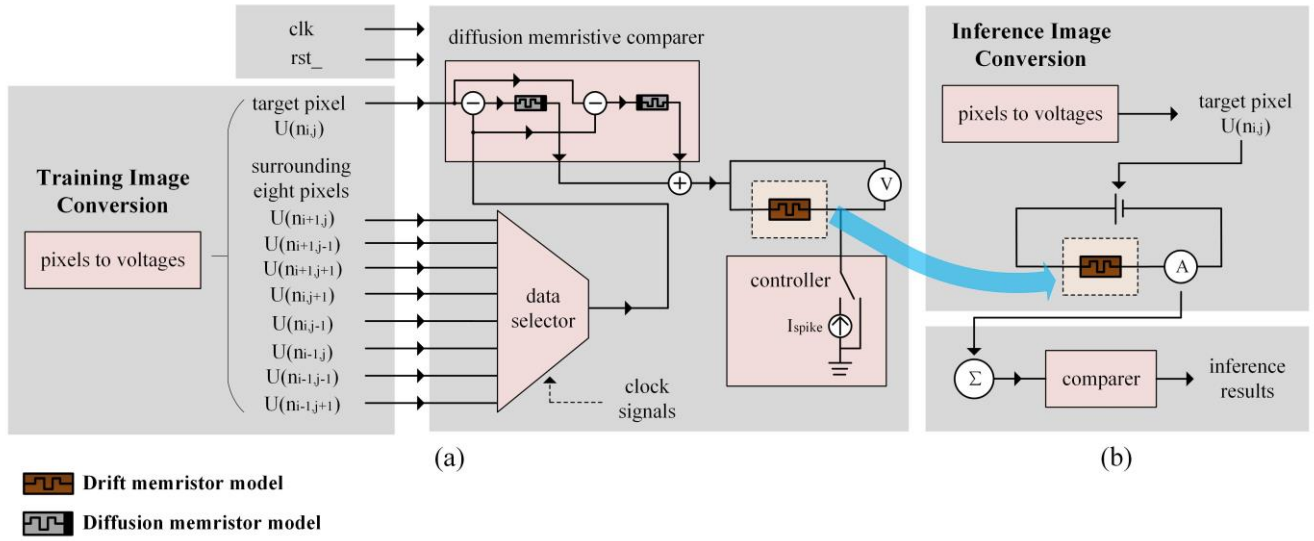 clk
rst_
Training Image
Conversion
pixels to voltages
target pixel
U(ni,j)
surrounding
eight pixels
U(ni+1,j)
U(ni+1,j-1)
U(ni+1,j+1)
U(ni,j+1)
U(ni,j-1)
U(ni-1,j)
U(ni-1,j-1)
U(ni-1,j+1)
diffusion memristive comparer
−
−
+
V
data
selector
clock
signals
controller
Ispike
(a)
Inference Image
Conversion
pixels to voltages
target pixel
U(ni,j)
A
Σ
comparer
inference
results
(b)
Drift memristor model
Diffusion memristor model